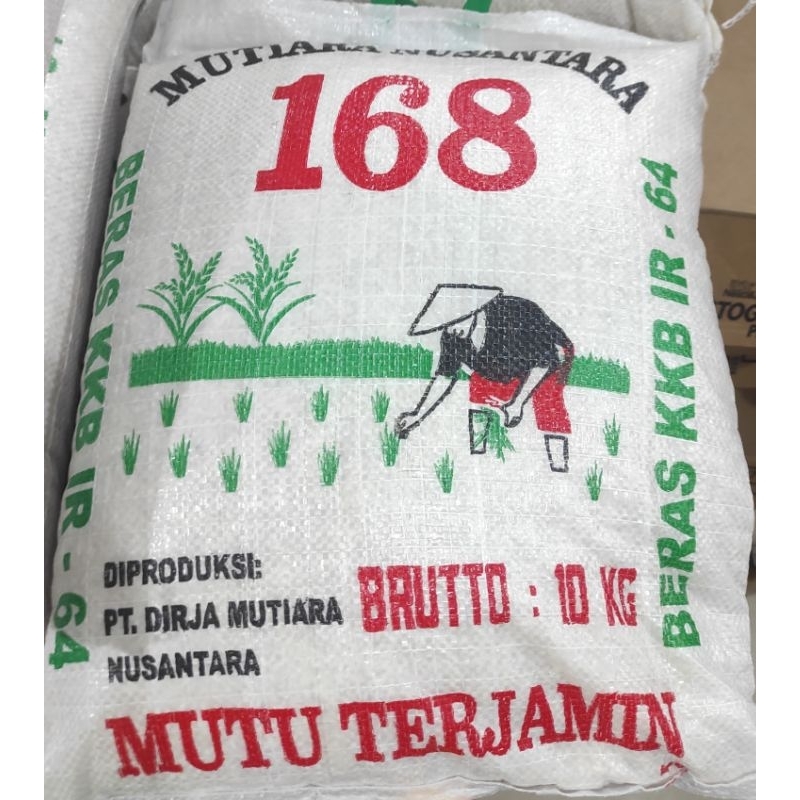 MUTIARA NUSANTARA
168
BERAS KKB IR - 64
BERAS KKB IR - 64
DIPRODUKSI:
PT. DIRJA MUTIARA
NUSANTARA
BRUTTO : 10 KG
MUTU TERJAMIN
TOG